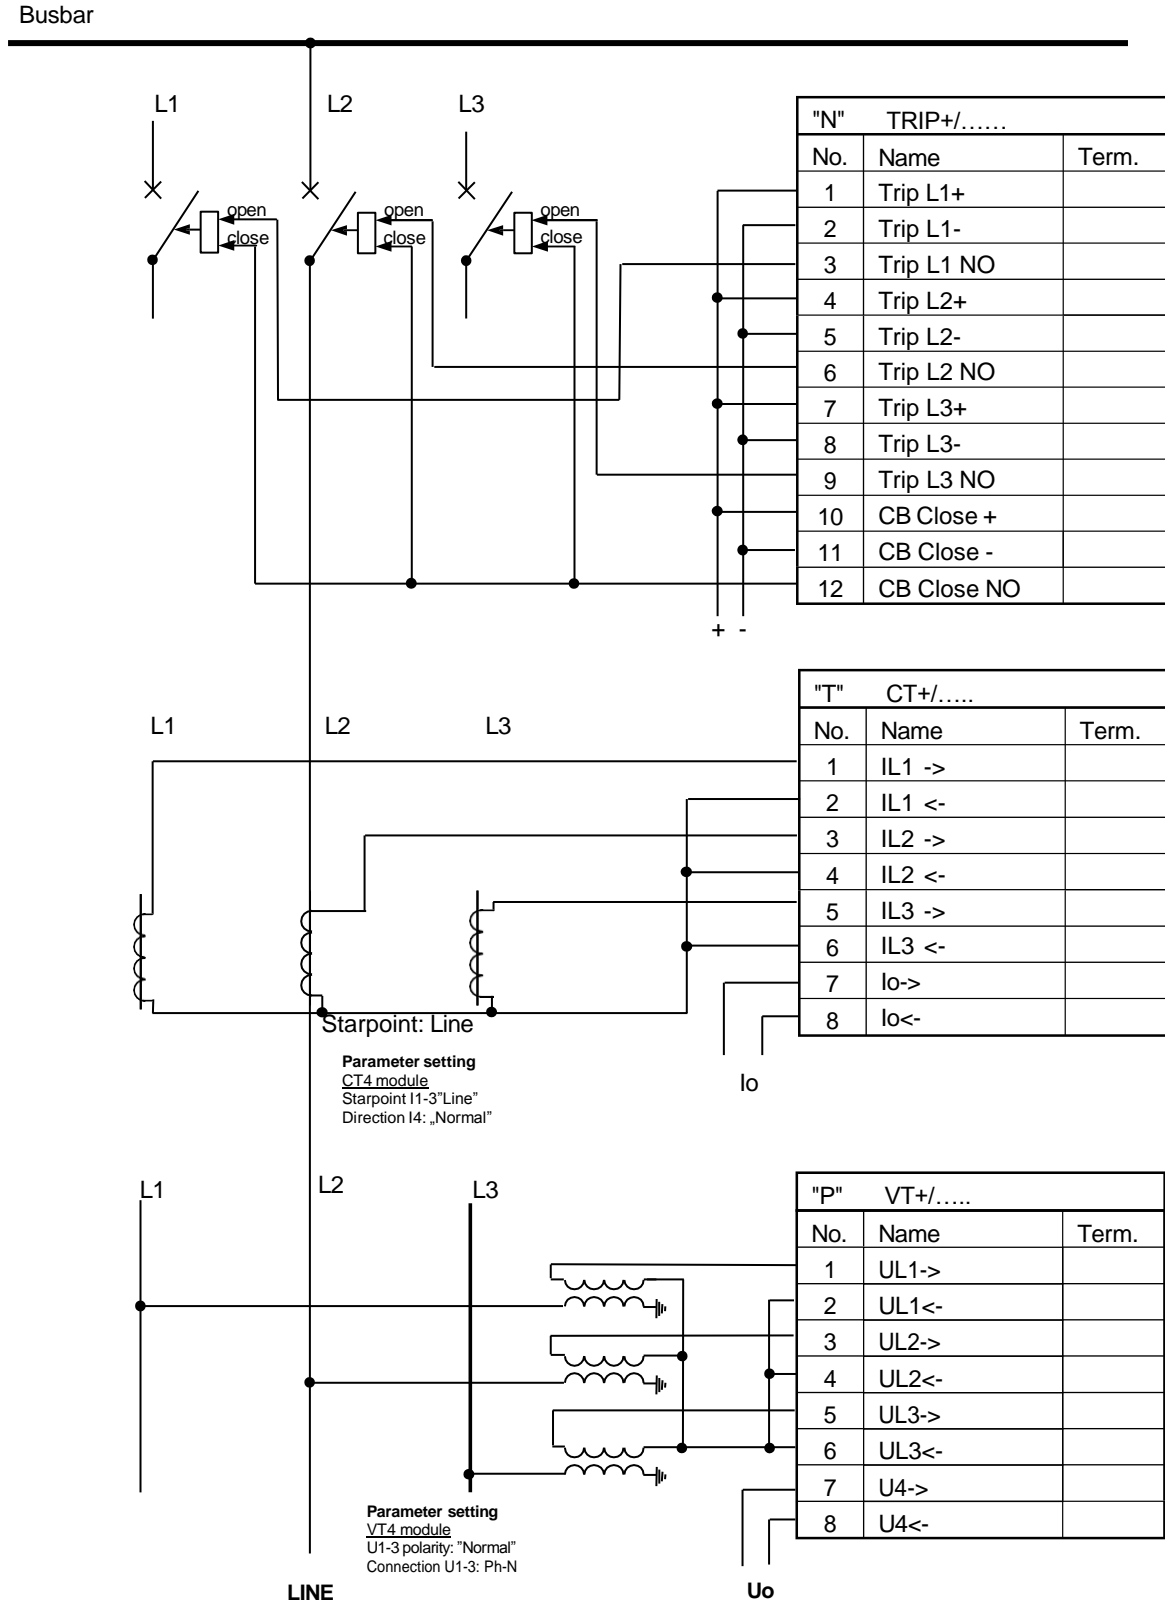 Busbar
L1 L2 L3
open open open
close close close
"N" TRIP+/……
No. Name Term.
1 Trip L1+
2 Trip L1-
3 Trip L1 NO
4 Trip L2+
5 Trip L2-
6 Trip L2 NO
7 Trip L3+
8 Trip L3-
9 Trip L3 NO
10 CB Close +
11 CB Close -
12 CB Close NO
+ -
L1 L2 L3
"T" CT+/…..
No. Name Term.
1 IL1 ->
2 IL1 <-
3 IL2 ->
4 IL2 <-
5 IL3 ->
6 IL3 <-
7 Io->
8 Io<-
Io
Starpoint: Line
Parameter setting
CT4 module
Starpoint I1-3”Line”
Direction I4: „Normal”
L1 L2 L3
"P" VT+/…..
No. Name Term.
1 UL1->
2 UL1<-
3 UL2->
4 UL2<-
5 UL3->
6 UL3<-
7 U4->
8 U4<-
Parameter setting
VT4 module
U1-3 polarity: ”Normal”
Connection U1-3: Ph-N
LINE
Uo